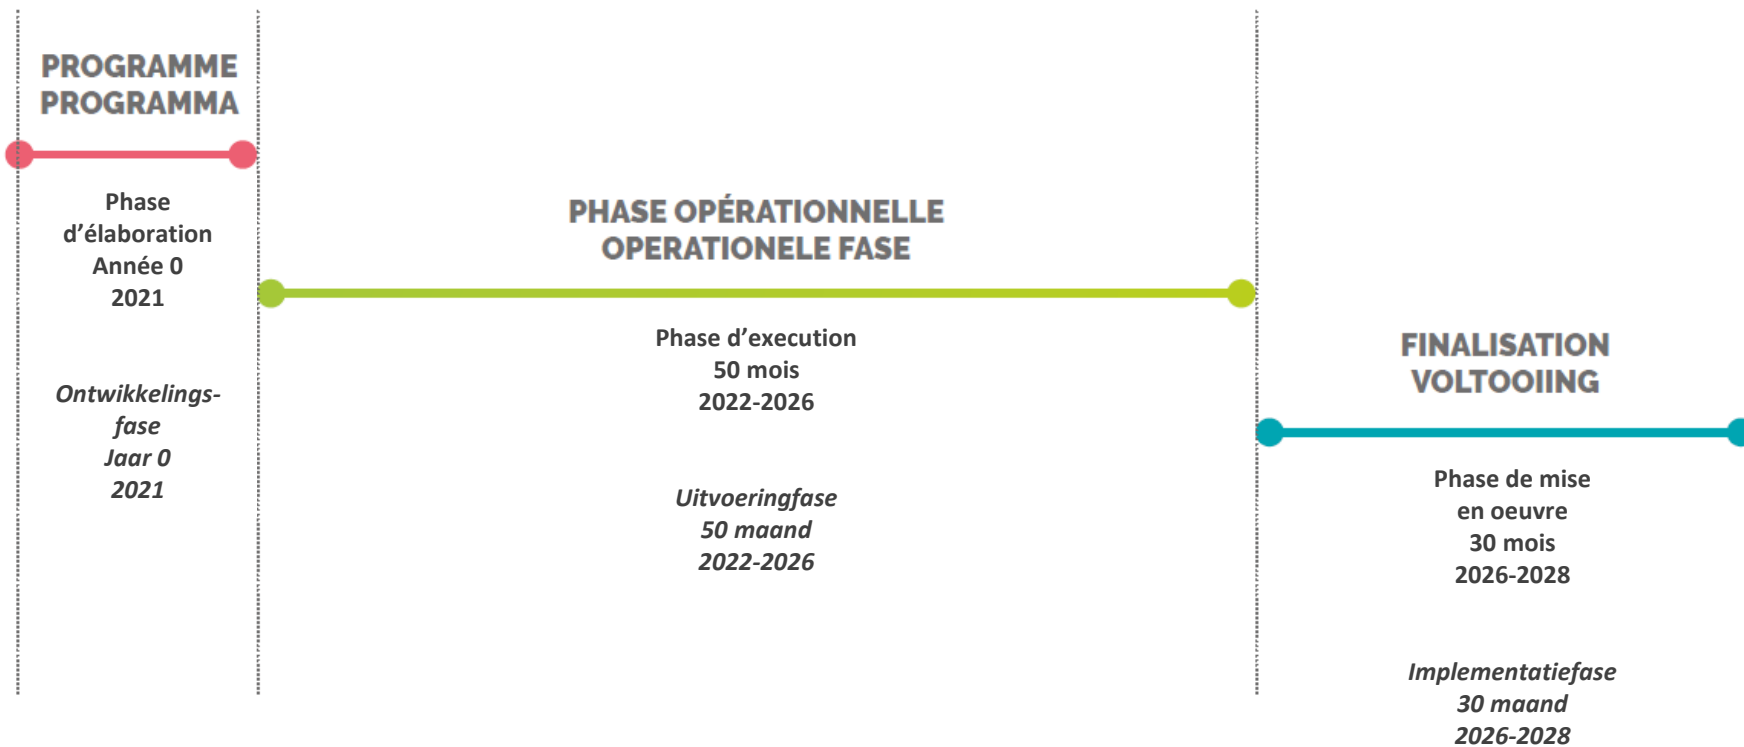 PROGRAMME
PROGRAMMA
Phase
d’élaboration
Année 0
2021
Ontwikkelings-
fase
Jaar 0
2021
PHASE OPÉRATIONNELLE
OPERATIONELE FASE
Phase d’execution
50 mois
2022-2026
Uitvoeringfase
50 maand
2022-2026
FINALISATION
VOLTOOIING
Phase de mise
en oeuvre
30 mois
2026-2028
Implementatiefase
30 maand
2026-2028